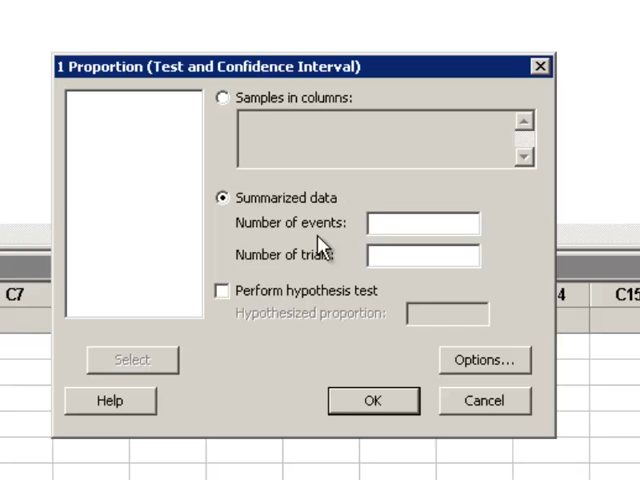 1 Proportion (Test and Confidence Interval)
Samples in columns:
Summarized data
Number of events:
Number of trials:
Perform hypothesis test
Hypothesized proportion:
Select
Options...
Help
OK
Cancel
C7
4
C15